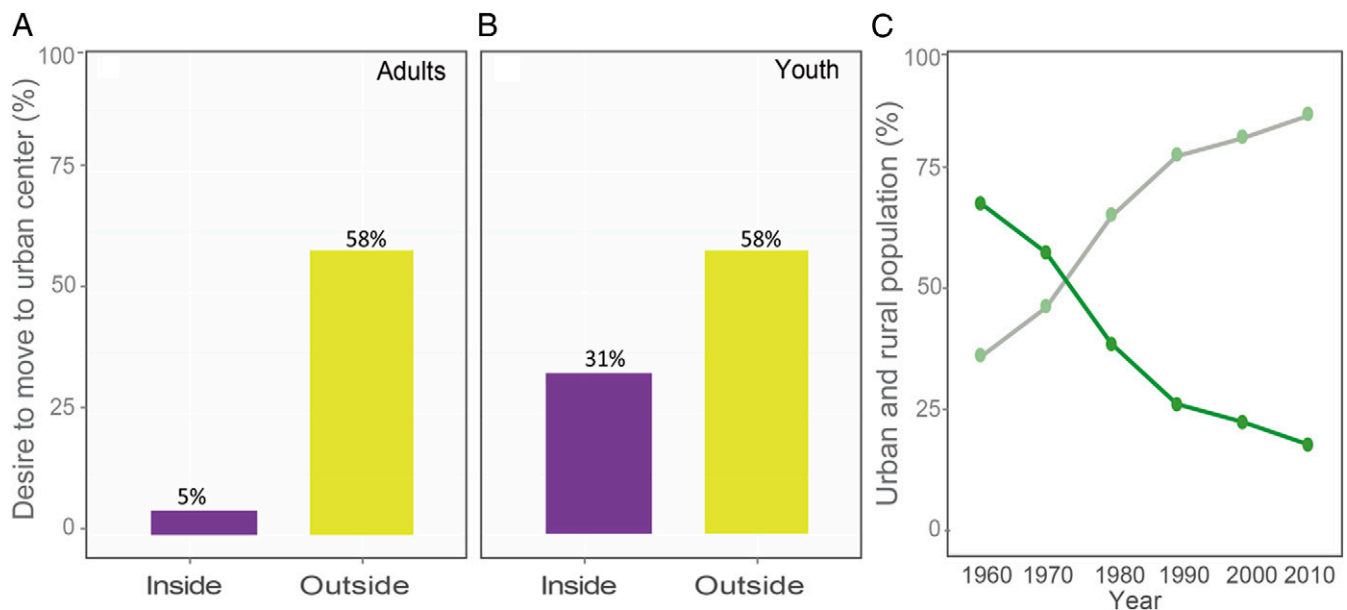 A
Desire to move to urban center (%)
100
75
50
25
0
Adults
5%
58%
Inside
Outside
B
Youth
31%
58%
Inside
Outside
C
Urban and rural population (%)
100
75
50
25
0
1960 1970 1980 1990 2000 2010
Year